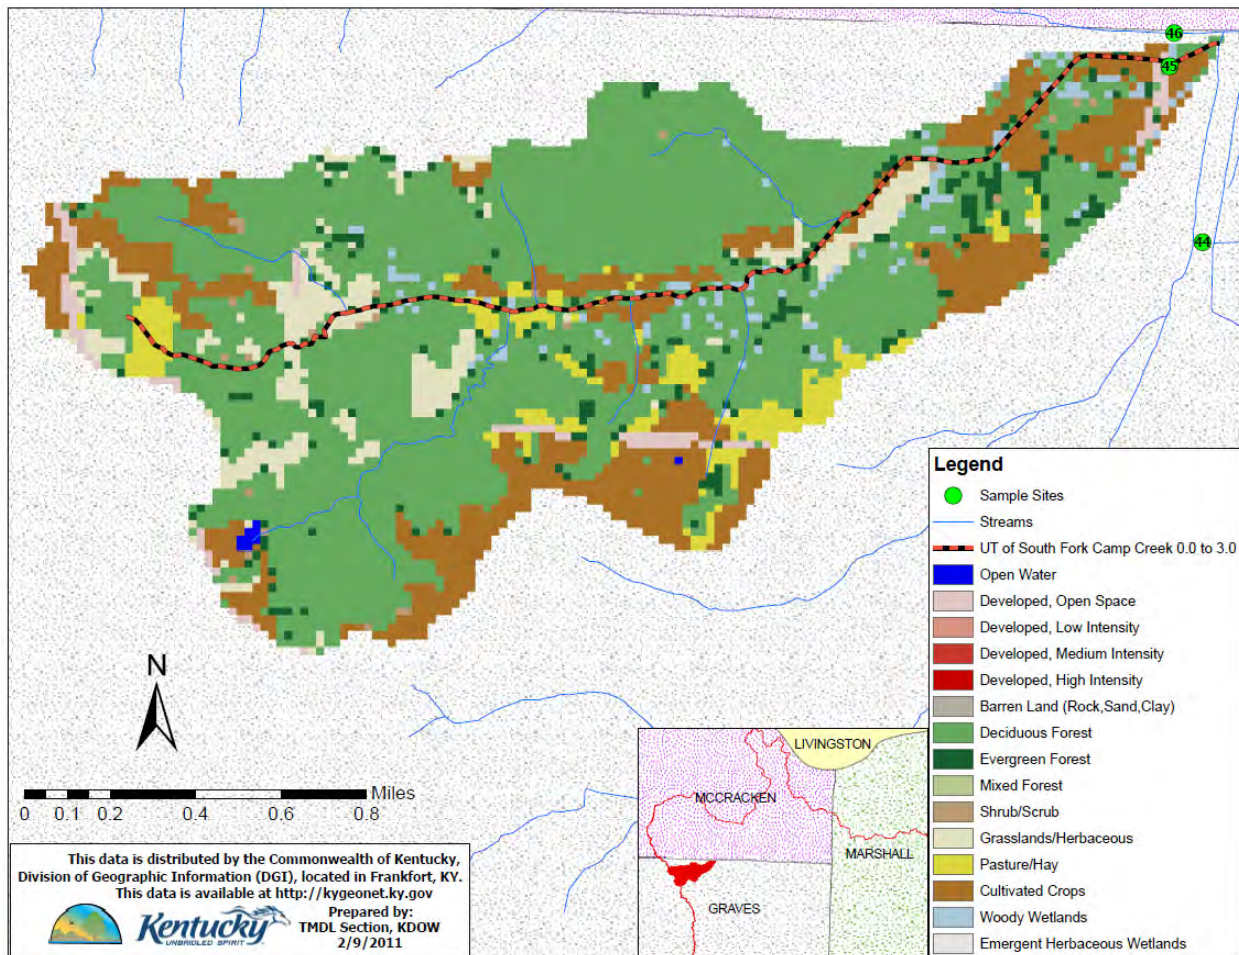 46
45
44
Legend
Sample Sites
Streams
UT of South Fork Camp Creek 0.0 to 3.0
Open Water
Developed, Open Space
Developed, Low Intensity
Developed, Medium Intensity
Developed, High Intensity
Barren Land (Rock,Sand,Clay)
Deciduous Forest
Evergreen Forest
Mixed Forest
Shrub/Scrub
Grasslands/Herbaceous
Pasture/Hay
Cultivated Crops
Woody Wetlands
Emergent Herbaceous Wetlands
N
Miles
0 0.1 0.2 0.4 0.6 0.8
LIVINGSTON
MCCRACKEN
MARSHALL
GRAVES
This data is distributed by the Commonwealth of Kentucky,
Division of Geographic Information (DGI), located in Frankfort, KY.
This data is available at http://kygeonet.ky.gov
Kentucky
UNBRIDLED SPIRIT
Prepared by:
TMDL Section, KDOW
2/9/2011